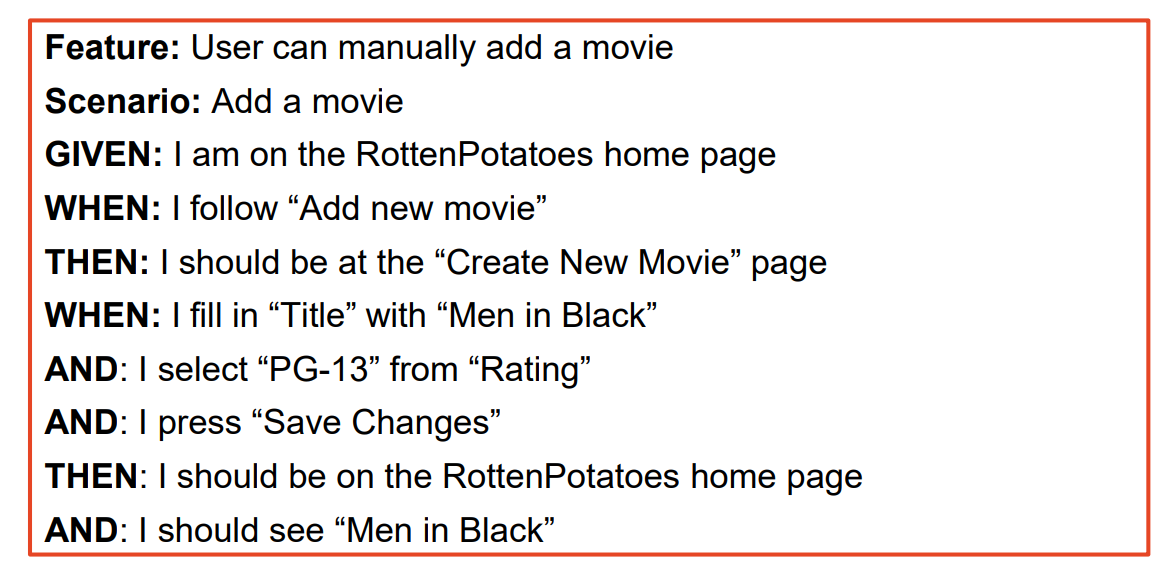 Feature: User can manually add a movie
Scenario: Add a movie
GIVEN: I am on the RottenPotatoes home page
WHEN: I follow “Add new movie”
THEN: I should be at the “Create New Movie” page
WHEN: I fill in “Title” with “Men in Black”
AND: I select “PG-13” from “Rating”
AND: I press “Save Changes”
THEN: I should be on the RottenPotatoes home page
AND: I should see “Men in Black”